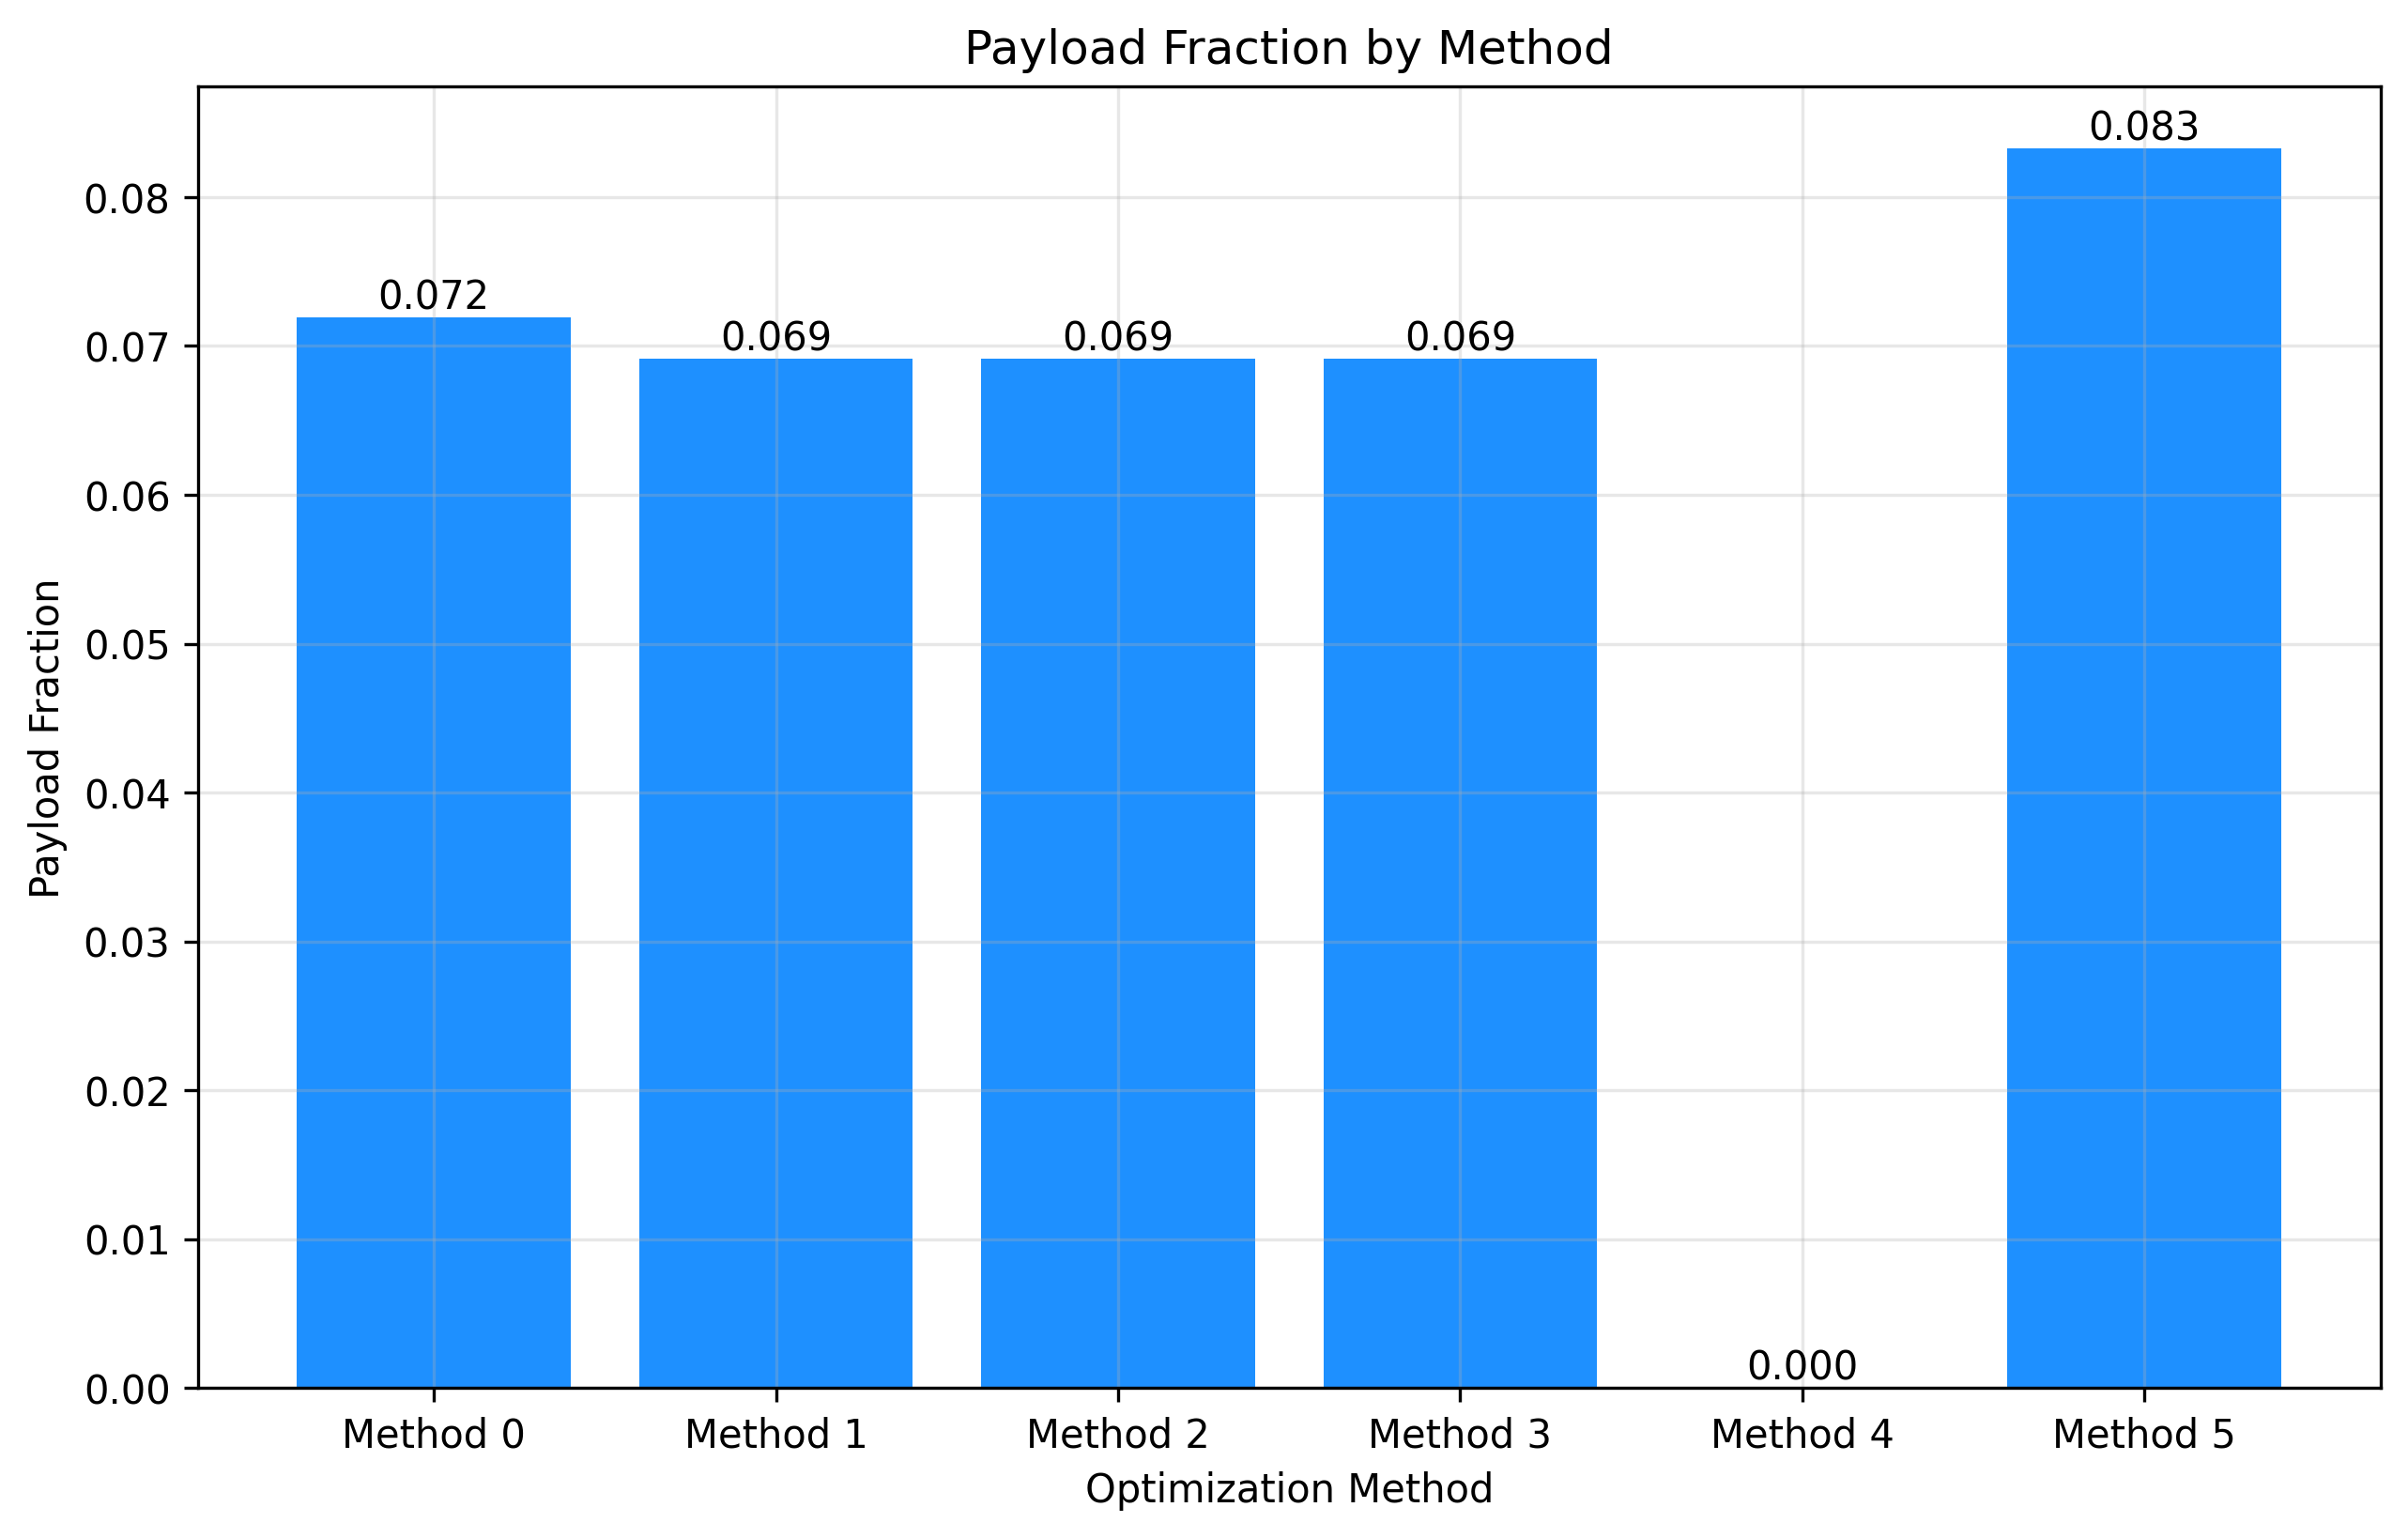 Payload Fraction by Method
0.083
0.08
0.072
0.07
0.069
0.069
0.069
0.06
0.05
0.04
0.03
0.02
0.01
0.000
0.00
Payload Fraction
Method 0
Method 1
Method 2
Method 3
Method 4
Method 5
Optimization Method